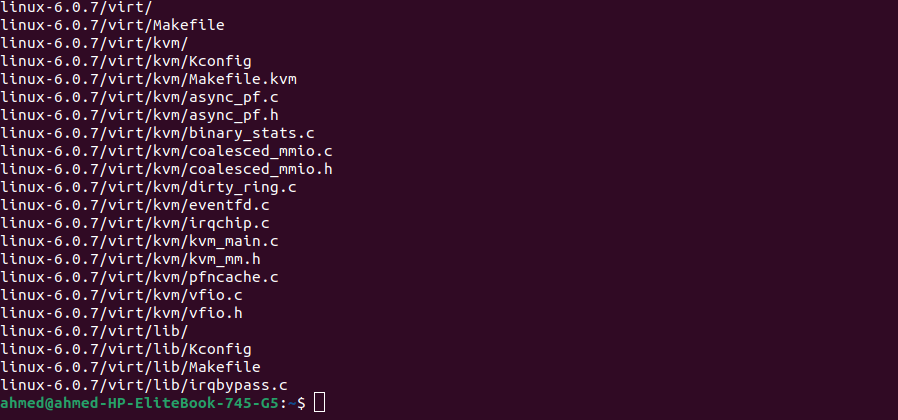 linux-6.0.7/virt/
linux-6.0.7/virt/Makefile
linux-6.0.7/virt/kvm/
linux-6.0.7/virt/kvm/Kconfig
linux-6.0.7/virt/kvm/Makefile.kvm
linux-6.0.7/virt/kvm/async_pf.c
linux-6.0.7/virt/kvm/async_pf.h
linux-6.0.7/virt/kvm/binary_stats.c
linux-6.0.7/virt/kvm/coalesced_mmio.c
linux-6.0.7/virt/kvm/coalesced_mmio.h
linux-6.0.7/virt/kvm/dirty_ring.c
linux-6.0.7/virt/kvm/eventfd.c
linux-6.0.7/virt/kvm/irqchip.c
linux-6.0.7/virt/kvm/kvm_main.c
linux-6.0.7/virt/kvm/kvm_mm.h
linux-6.0.7/virt/kvm/pfncache.c
linux-6.0.7/virt/kvm/vfio.c
linux-6.0.7/virt/kvm/vfio.h
linux-6.0.7/virt/lib/
linux-6.0.7/virt/lib/Kconfig
linux-6.0.7/virt/lib/Makefile
linux-6.0.7/virt/lib/irqbypass.c
ahmed@ahmed-HP-EliteBook-745-G5:~$